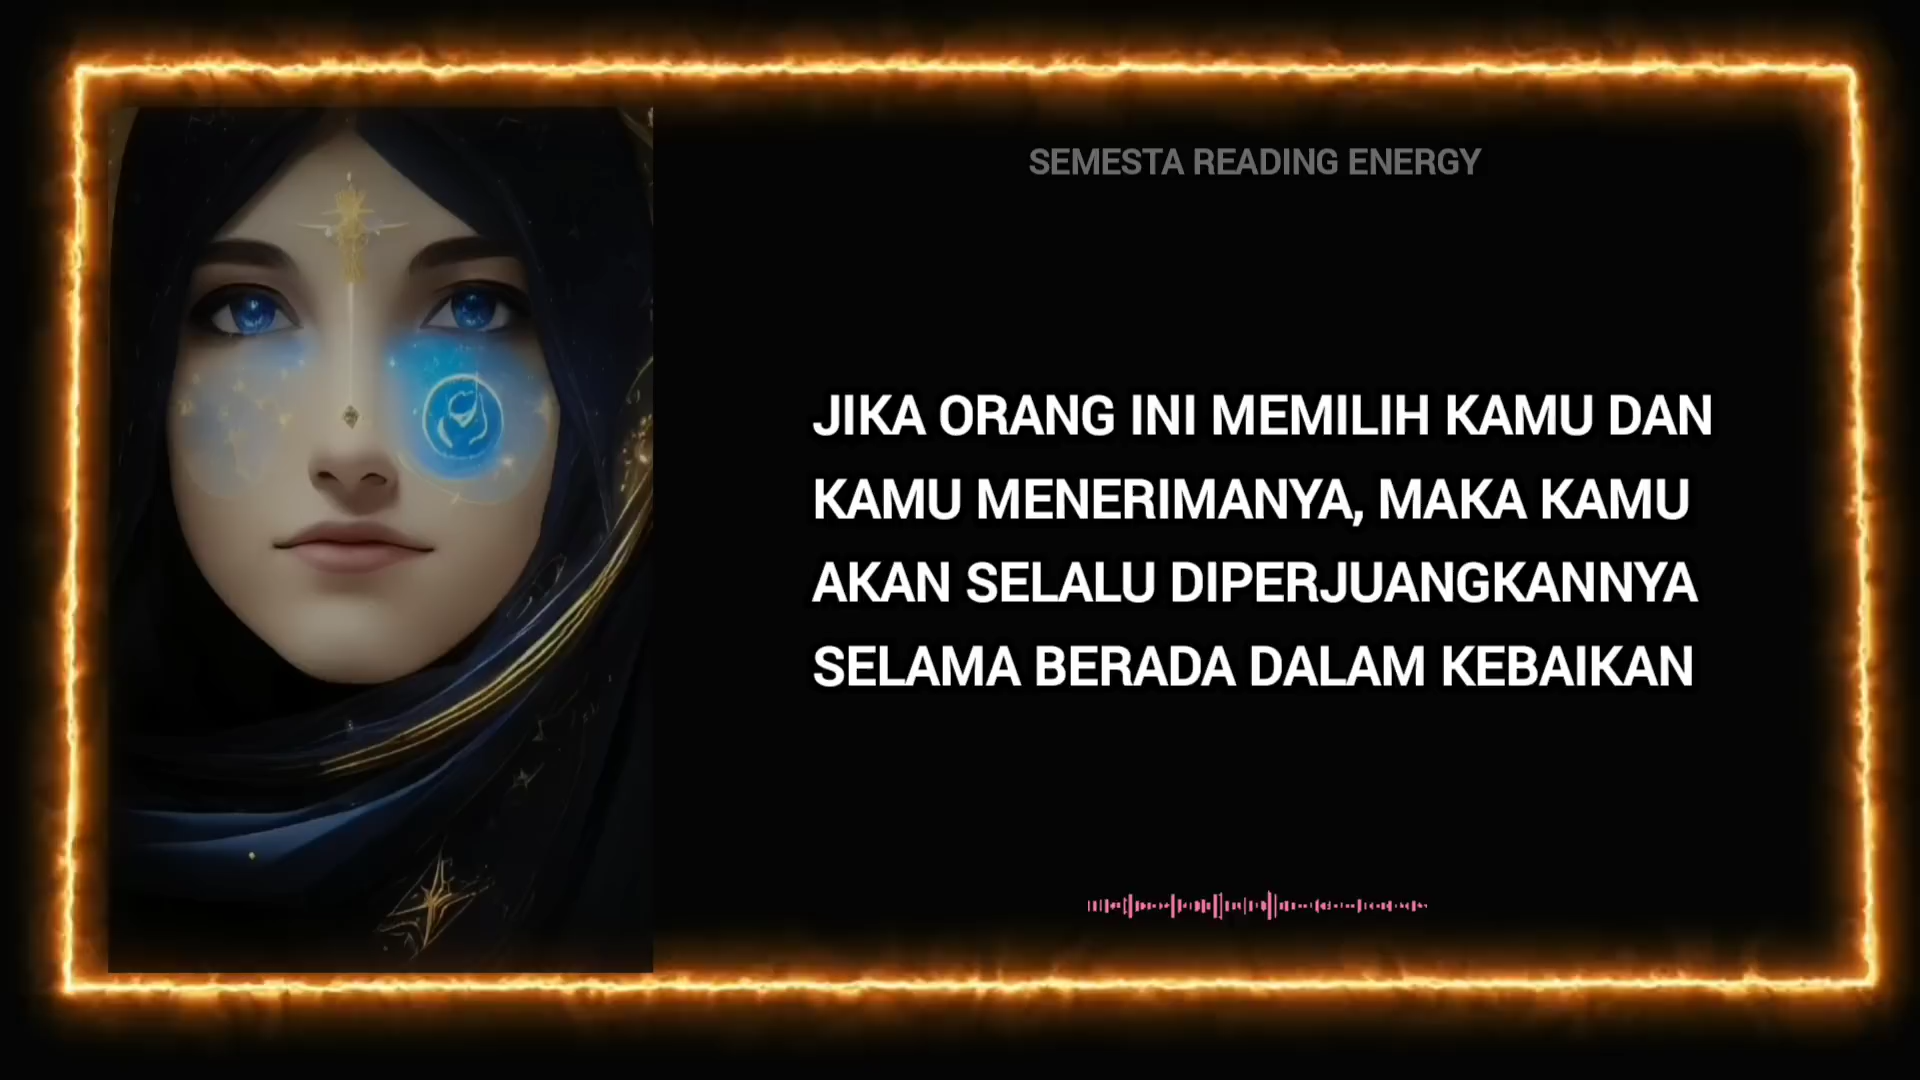 SEMESTA READING ENERGY
JIKA ORANG INI MEMILIH KAMU DAN
KAMU MENERIMANYA, MAKA KAMU
AKAN SELALU DIPERJUANGKANNYA
SELAMA BERADA DALAM KEBAIKAN